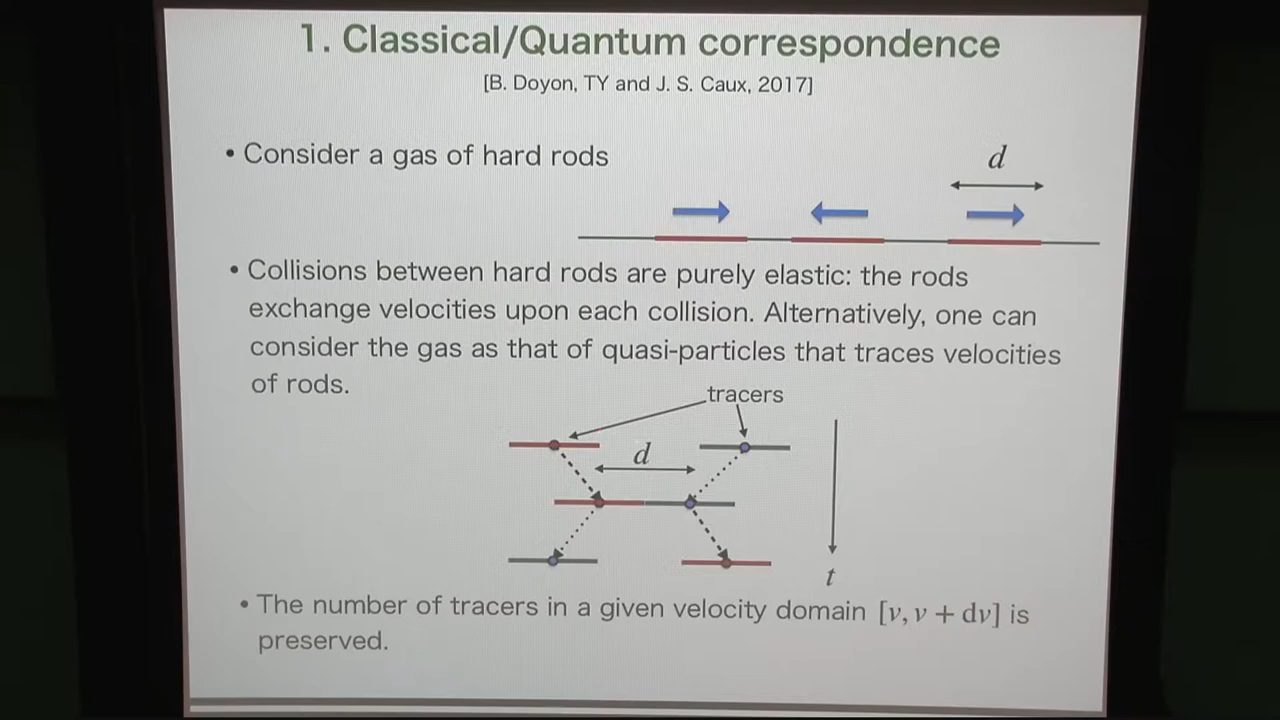 1. Classical/Quantum correspondence
[B. Doyon, TY and J. S. Caux, 2017]
• Consider a gas of hard rods
d
• Collisions between hard rods are purely elastic: the rods
exchange velocities upon each collision. Alternatively, one can
consider the gas as that of quasi-particles that traces velocities
of rods.
tracers
d
t
• The number of tracers in a given velocity domain [v, v + dv] is
preserved.